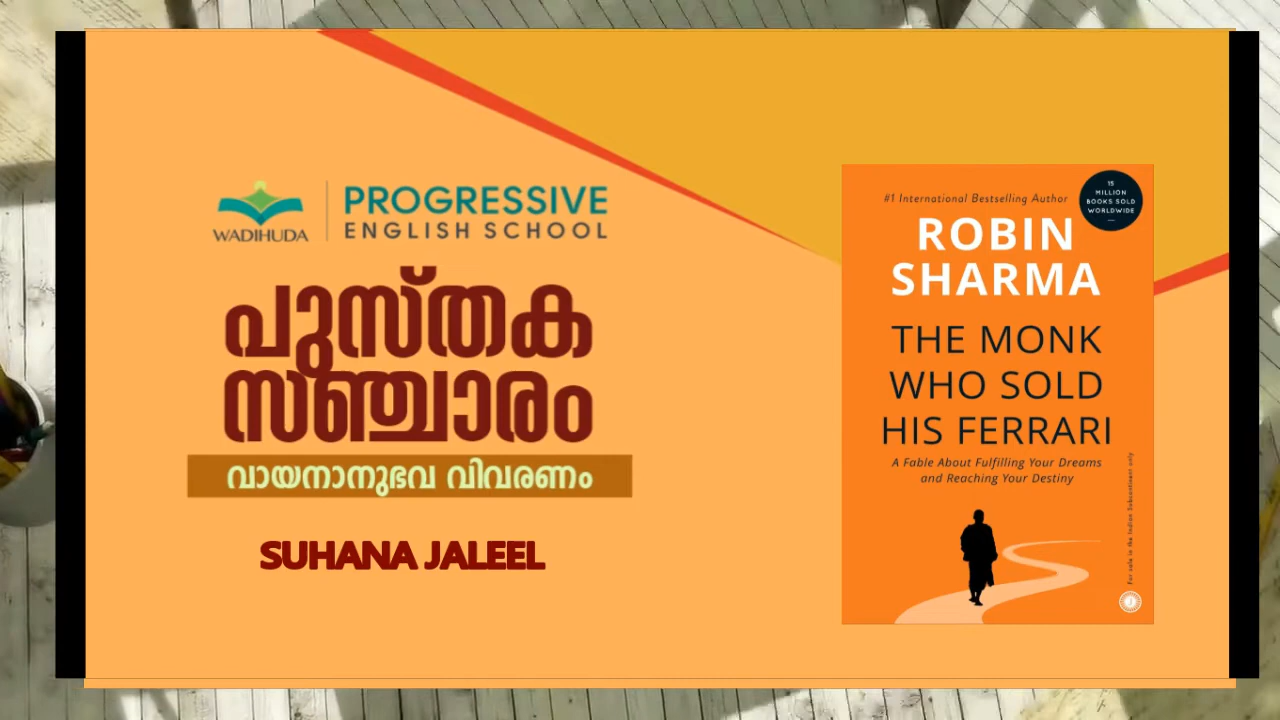 WADIHUDA
PROGRESSIVE
ENGLISH SCHOOL
പുസ്തക
സഞ്ചാരം
വായനാനുഭവ വിവരണം
SUHANA JALEEL
#1 International Bestselling Author
15
MILLION
BOOKS SOLD
WORLDWIDE
ROBIN
SHARMA
THE MONK
WHO SOLD
HIS FERRARI
A Fable About Fulfilling Your Dreams
and Reaching Your Destiny
For sale in the Indian Subcontinent only